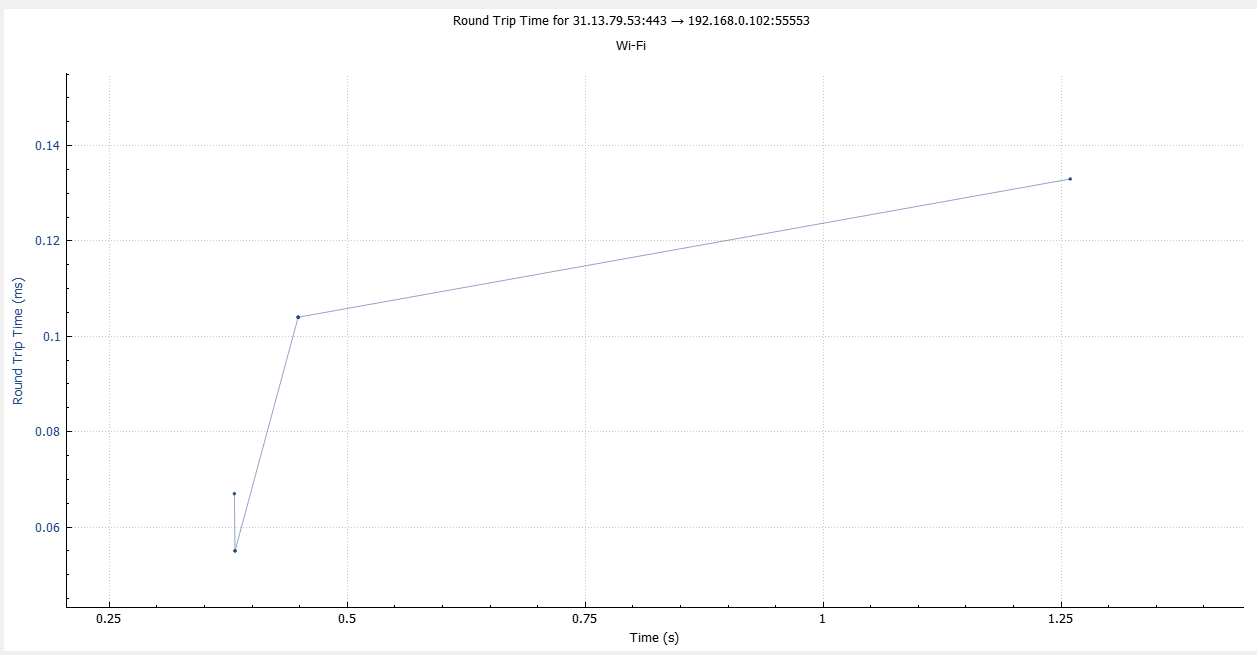 Round Trip Time for 31.13.79.53:443 → 192.168.0.102:55553
Wi-Fi
Round Trip Time (ms)
0.14
0.12
0.1
0.08
0.06
0.25 0.5 0.75 1 1.25
Time (s)